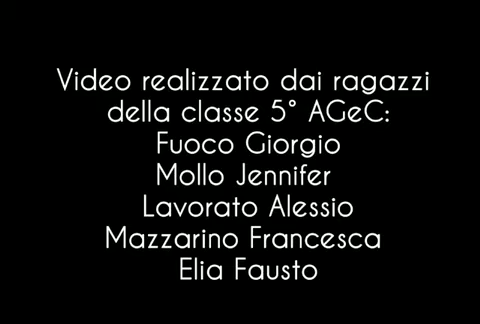 Video realizzato dai ragazzi
della classe 5° AGeC:
Fuoco Giorgio
Mollo Jennifer
Lavorato Alessio
Mazzarino Francesca
Elia Fausto